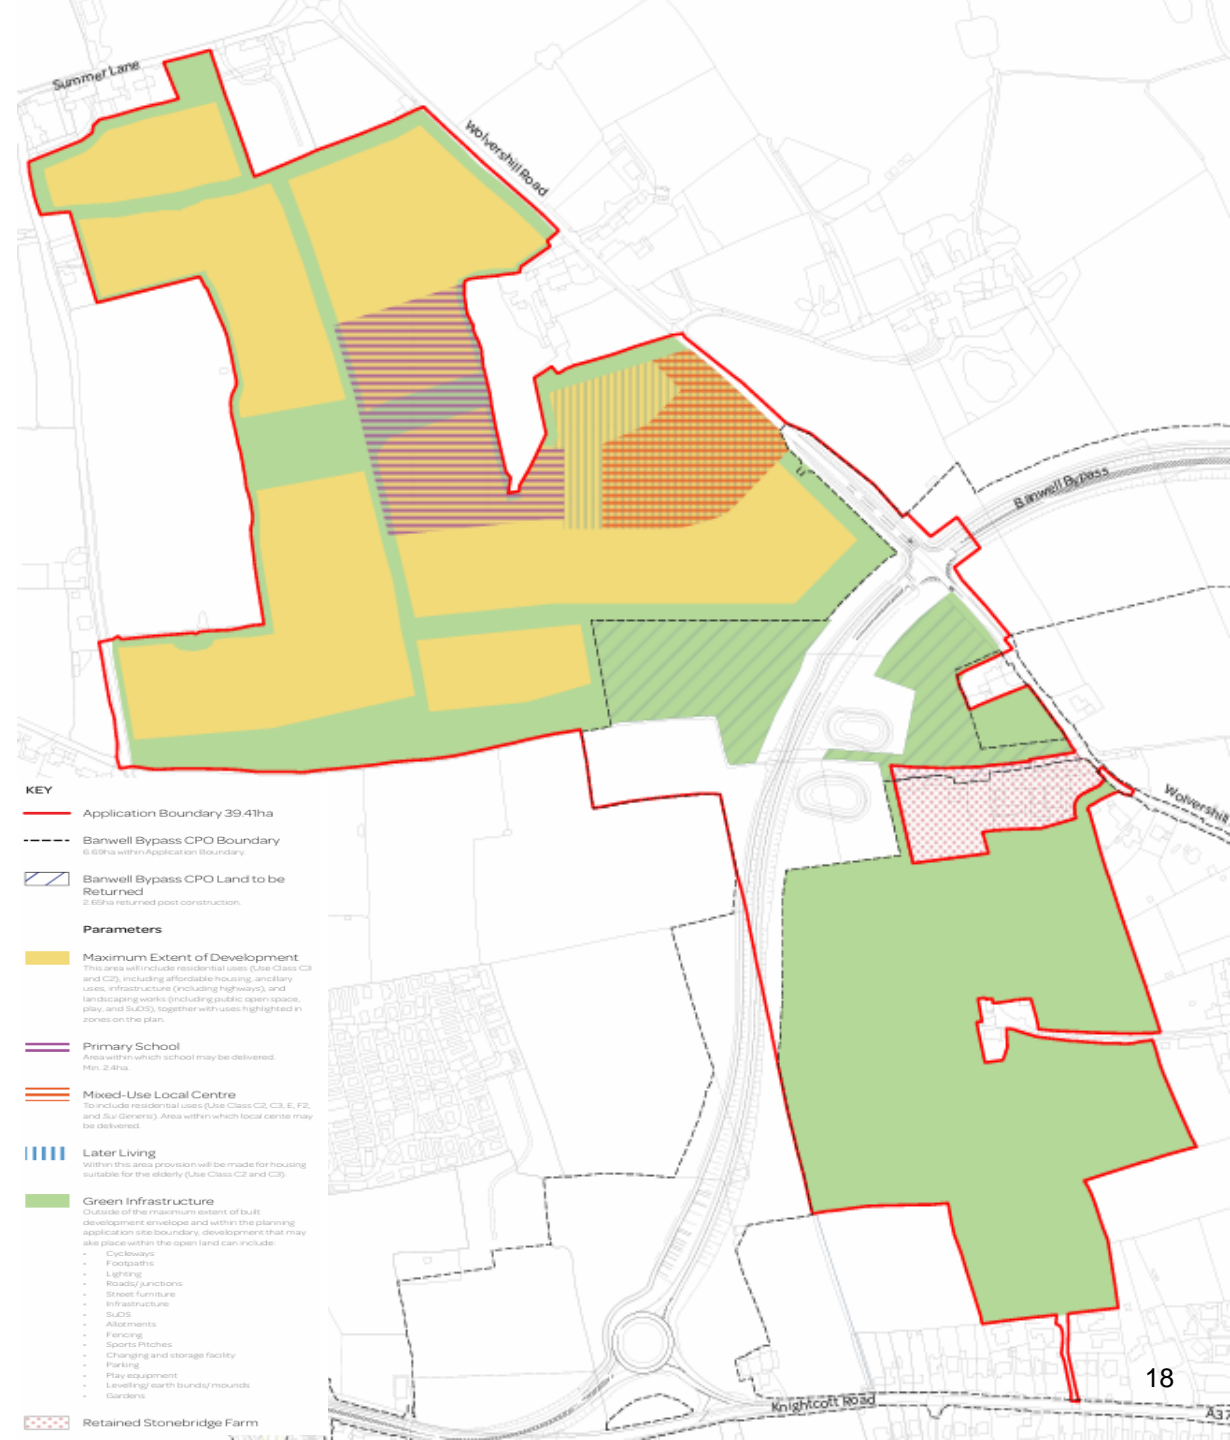 Summer Lane
Wolvershill Road
Banwell Bypass
Wolvershill
KEY
Application Boundary 39.41ha
Banwell Bypass CPO Boundary
6.69ha within Application Boundary.
Banwell Bypass CPO Land to be
Returned
2.65ha returned post construction.
Parameters
Maximum Extent of Development
This area will include residential uses (Use Class C3
and C2), including affordable housing, ancillary
uses, infrastructure (including highways), and
landscaping works (including public open space,
play, and SuDS), together with uses highlighted in
zones on the plan.
Primary School
Area within which school may be delivered.
Min. 2.4ha.
Mixed-Use Local Centre
To include residential uses (Use Class C2, C3, E, F2,
and Sui Generis). Area within which local centre may
be delivered.
Later Living
Within this area provision will be made for housing
suitable for the elderly (Use Class C2 and C3).
Green Infrastructure
Outside of the maximum extent of built
development envelope and within the planning
application site boundary, development that may
ake place within the open land can include:
• Cycleways
• Footpaths
• Lighting
• Roads/ junctions
• Street furniture
• Infrastructure
• SuDS
• Allotments
• Fencing
• Sports Pitches
• Changing and storage facility
• Parking
• Play equipment
• Levelling/ earth bunds/ mounds
• Gardens
Retained Stonebridge Farm
18
Knightcott Road
A37